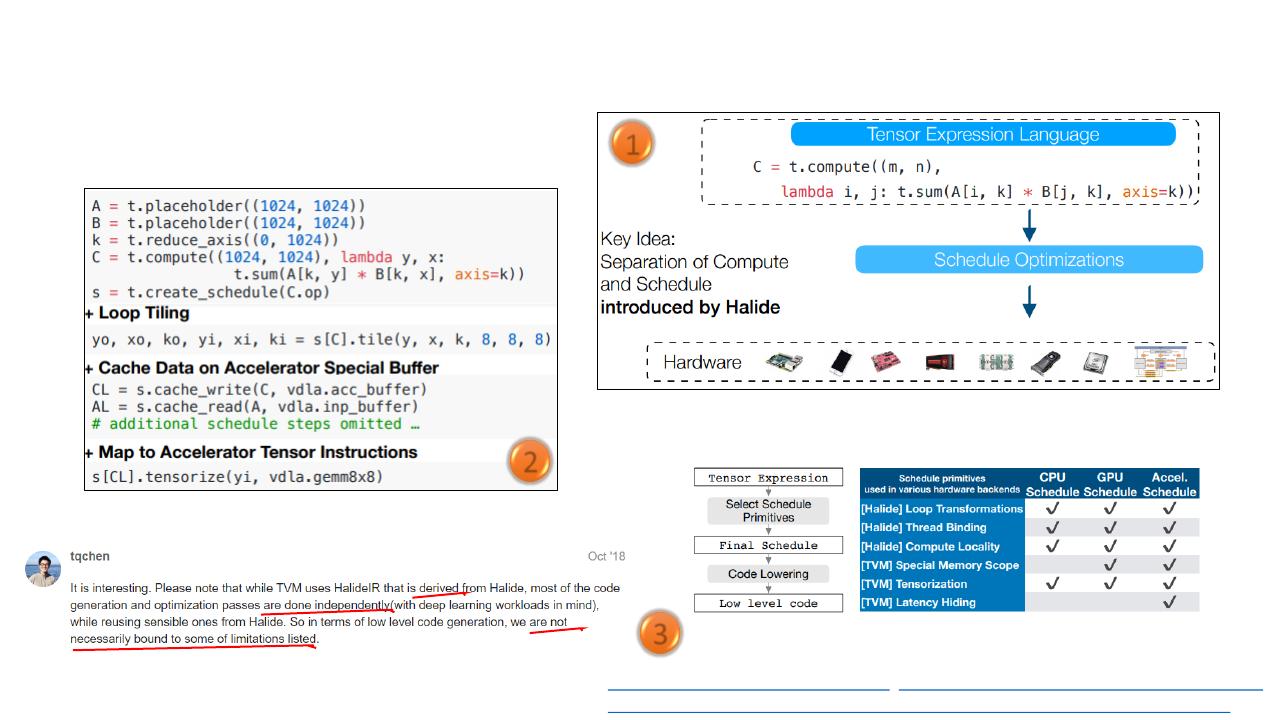 1
Tensor Expression Language
C = t.compute((m, n),
lambda i, j: t.sum(A[i, k] * B[j, k], axis=k))
Key Idea:
Separation of Compute
and Schedule
introduced by Halide
Schedule Optimizations
Hardware
A = t.placeholder((1024, 1024))
B = t.placeholder((1024, 1024))
k = t.reduce_axis((0, 1024))
C = t.compute((1024, 1024), lambda y, x:
t.sum(A[k, y] * B[k, x], axis=k))
s = t.create_schedule(C.op)
+ Loop Tiling
yo, xo, ko, yi, xi, ki = s[C].tile(y, x, k, 8, 8, 8)
+ Cache Data on Accelerator Special Buffer
CL = s.cache_write(C, vdla.acc_buffer)
AL = s.cache_read(A, vdla.inp_buffer)
# additional schedule steps omitted …
+ Map to Accelerator Tensor Instructions
s[CL].tensorize(yi, vdla.gemm8x8)
2
Tensor Expression
Select Schedule
Primitives
Final Schedule
Code Lowering
Low level code
Schedule primitives
used in various hardware backends
CPU Schedule
GPU Schedule
Accel. Schedule
[Halide] Loop Transformations ✓ ✓ ✓
[Halide] Thread Binding ✓ ✓ ✓
[Halide] Compute Locality ✓ ✓ ✓
[TVM] Special Memory Scope ✓ ✓
[TVM] Tensorization ✓ ✓ ✓
[TVM] Latency Hiding ✓
3
tqchen Oct '18
It is interesting. Please note that while TVM uses HalideIR that is derived from Halide, most of the code
generation and optimization passes are done independently(with deep learning workloads in mind),
while reusing sensible ones from Halide. So in terms of low level code generation, we are not
necessarily bound to some of limitations listed.